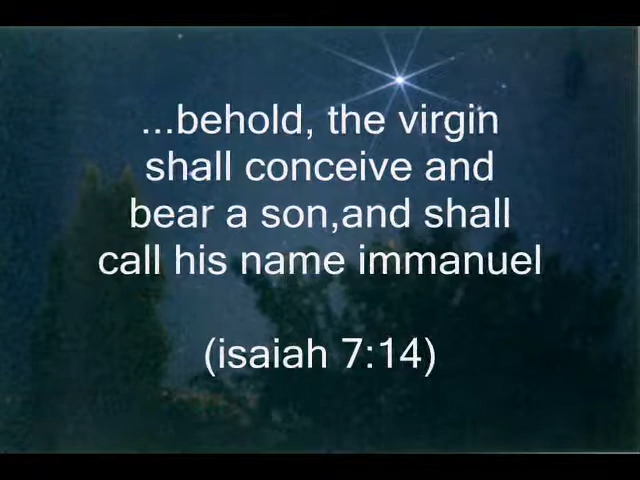 ...behold, the virgin
shall conceive and
bear a son,and shall
call his name immanuel
(isaiah 7:14)